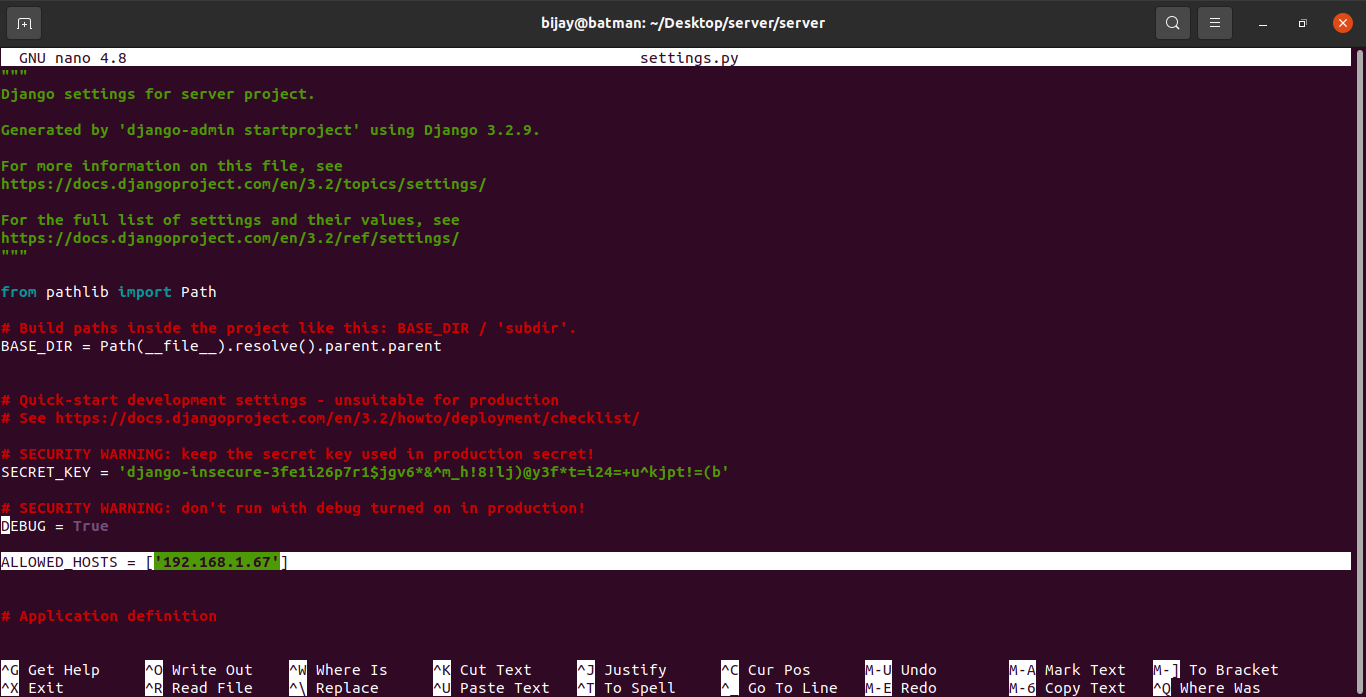 bijay@batman: ~/Desktop/server/server
GNU nano 4.8 settings.py
"""
Django settings for server project.
Generated by 'django-admin startproject' using Django 3.2.9.
For more information on this file, see
https://docs.djangoproject.com/en/3.2/topics/settings/
For the full list of settings and their values, see
https://docs.djangoproject.com/en/3.2/ref/settings/
"""
from pathlib import Path
# Build paths inside the project like this: BASE_DIR / 'subdir'.
BASE_DIR = Path(__file__).resolve().parent.parent
# Quick-start development settings - unsuitable for production
# See https://docs.djangoproject.com/en/3.2/howto/deployment/checklist/
# SECURITY WARNING: keep the secret key used in production secret!
SECRET_KEY = 'django-insecure-3fe1i26p7r1$jgv6*&^m_h!8!lj)@y3f*t=i24=+u^kjpt!=(b'
# SECURITY WARNING: don't run with debug turned on in production!
DEBUG = True
ALLOWED_HOSTS = ['192.168.1.67']
# Application definition
^G Get Help ^O Write Out ^W Where Is ^K Cut Text ^J Justify ^C Cur Pos M-U Undo M-A Mark Text M-] To Bracket
^X Exit ^R Read File ^\ Replace ^U Paste Text ^T To Spell ^_ Go To Line M-E Redo M-6 Copy Text ^Q Where Was